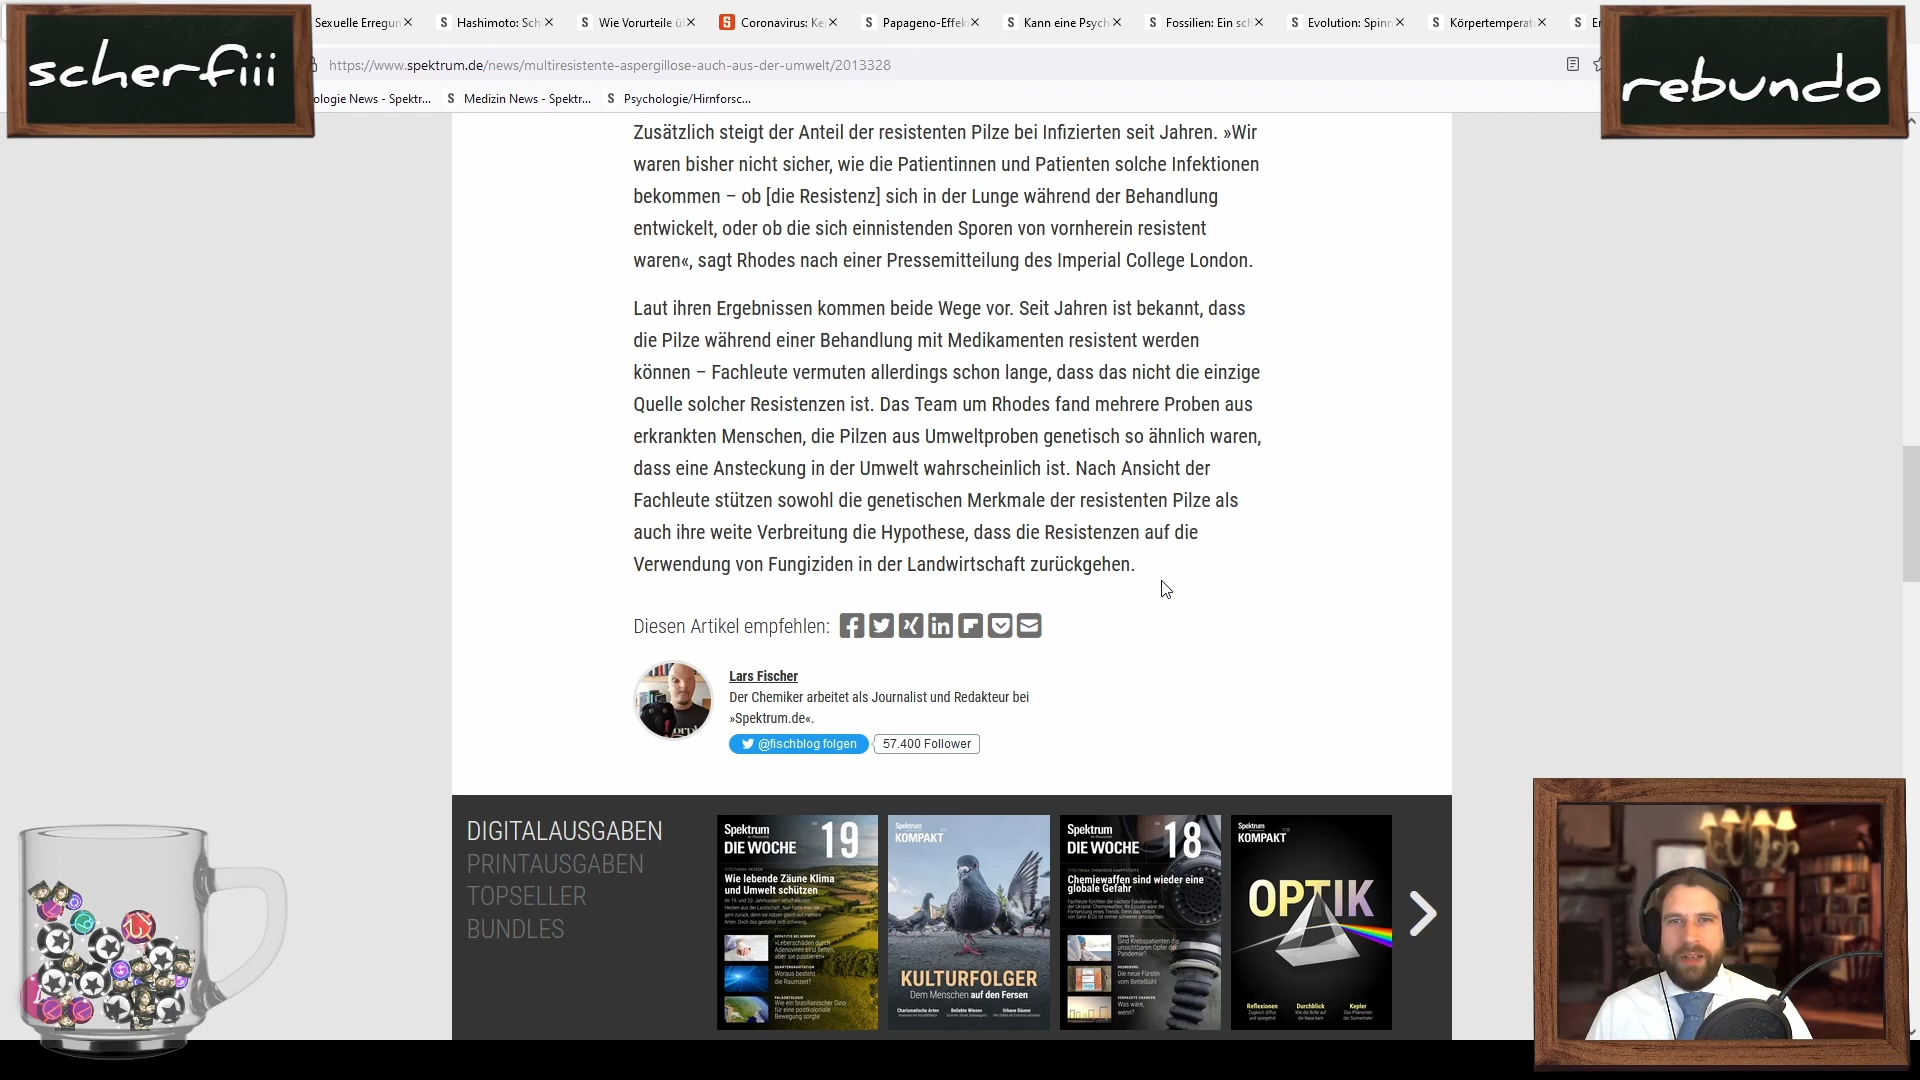 scherfiii
rebundo
Sexuelle Erregun
Hashimoto: Sch
Wie Vorurteile ü
Coronavirus: Ke
Papageno-Effek
Kann eine Psych
Fossilien: Ein sch
Evolution: Spinn
Körpertemperat
https://www.spektrum.de/news/multiresistente-aspergillose-auch-aus-der-umwelt/2013328
ologie News - Spektr...
Medizin News - Spektr...
Psychologie/Hirnforsc...
Zusätzlich steigt der Anteil der resistenten Pilze bei Infizierten seit Jahren. »Wir
waren bisher nicht sicher, wie die Patientinnen und Patienten solche Infektionen
bekommen – ob [die Resistenz] sich in der Lunge während der Behandlung
entwickelt, oder ob die sich einnistenden Sporen von vornherein resistent
waren«, sagt Rhodes nach einer Pressemitteilung des Imperial College London.
Laut ihren Ergebnissen kommen beide Wege vor. Seit Jahren ist bekannt, dass
die Pilze während einer Behandlung mit Medikamenten resistent werden
können – Fachleute vermuten allerdings schon lange, dass das nicht die einzige
Quelle solcher Resistenzen ist. Das Team um Rhodes fand mehrere Proben aus
erkrankten Menschen, die Pilzen aus Umweltproben genetisch so ähnlich waren,
dass eine Ansteckung in der Umwelt wahrscheinlich ist. Nach Ansicht der
Fachleute stützen sowohl die genetischen Merkmale der resistenten Pilze als
auch ihre weite Verbreitung die Hypothese, dass die Resistenzen auf die
Verwendung von Fungiziden in der Landwirtschaft zurückgehen.
Diesen Artikel empfehlen:
Lars Fischer
Der Chemiker arbeitet als Journalist und Redakteur bei
»Spektrum.de«.
@fischblog folgen
57.400 Follower
DIGITALAUSGABEN
PRINTAUSGABEN
TOPSELLER
BUNDLES
Spektrum
DIE WOCHE
19
Wie lebende Zäune Klima
und Umwelt schützen
Spektrum
KOMPAKT
KULTURFOLGER
Dem Menschen auf den Fersen
Spektrum
DIE WOCHE
18
Chemiewaffen sind wieder eine
globale Gefahr
Spektrum
KOMPAKT
OPTIK
Reflexionen
Durchblick
Kepler